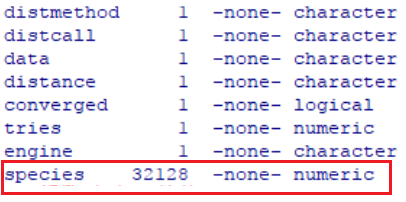 distmethod 1 -none- character
distcall 1 -none- character
data 1 -none- character
distance 1 -none- character
converged 1 -none- logical
tries 1 -none- numeric
engine 1 -none- character
species 32128 -none- numeric